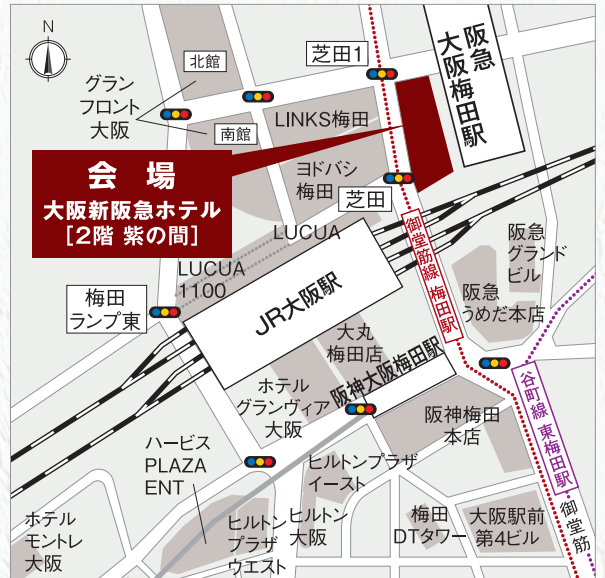 N
北館
グラン
フロント
大阪
南館
芝田1
LINKS梅田
阪急
大阪梅田駅
会 場
大阪新阪急ホテル
[2階 紫の間]
ヨドバシ
梅田
芝田
LUCUA
LUCUA
1100
梅田
ランプ東
JR大阪駅
御堂筋線 梅田駅
阪急
グランド
ビル
阪急
うめだ本店
大丸
梅田店
阪神大阪梅田駅
ホテル
グランヴィア
大阪
阪神梅田
本店
谷町線 東梅田駅
ハービス
PLAZA
ENT
ヒルトンプラザ
イースト
ホテル
モントレ
大阪
ヒルトン
プラザ
ウエスト
ヒルトン
大阪
梅田
DTタワー
大阪駅前
第4ビル
御堂筋